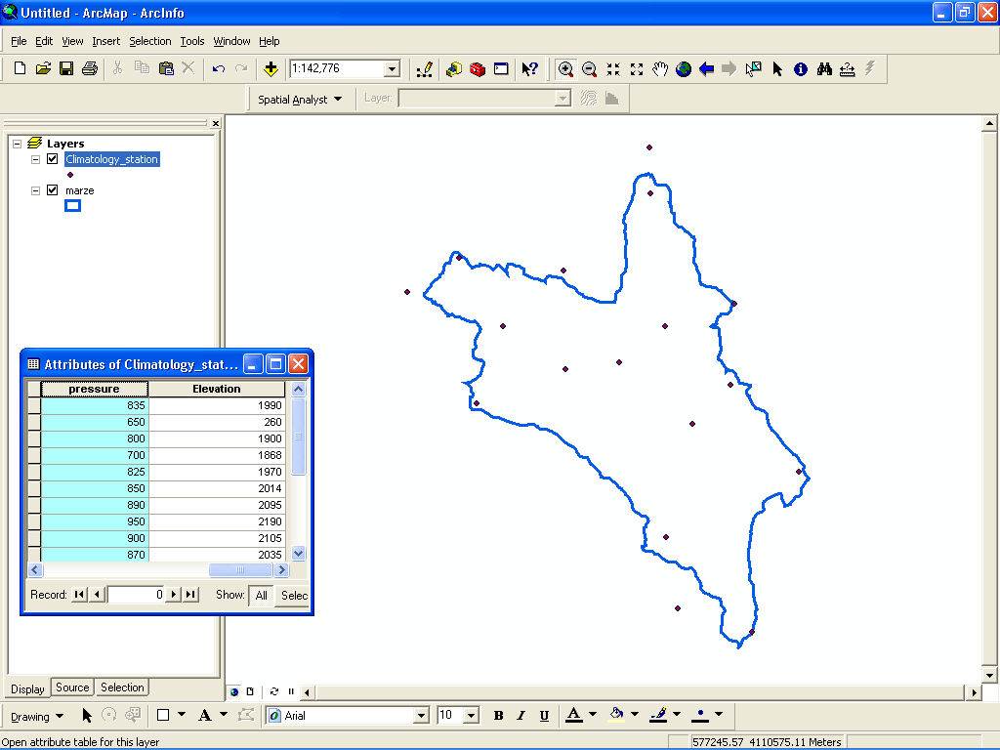 Untitled - ArcMap - ArcInfo
File Edit View Insert Selection Tools Window Help
1:142,776
Spatial Analyst Layer:
Layers
Climatology_station
marze
Attributes of Climatology_stat...
pressure Elevation
835 1990
650 260
800 1900
700 1868
825 1970
850 2014
890 2095
950 2190
900 2105
870 2035
Record: 0 Show: All Selec
Display Source Selection
Drawing A Arial 10 B I U A
Open attribute table for this layer 577245.57 4110575.11 Meters